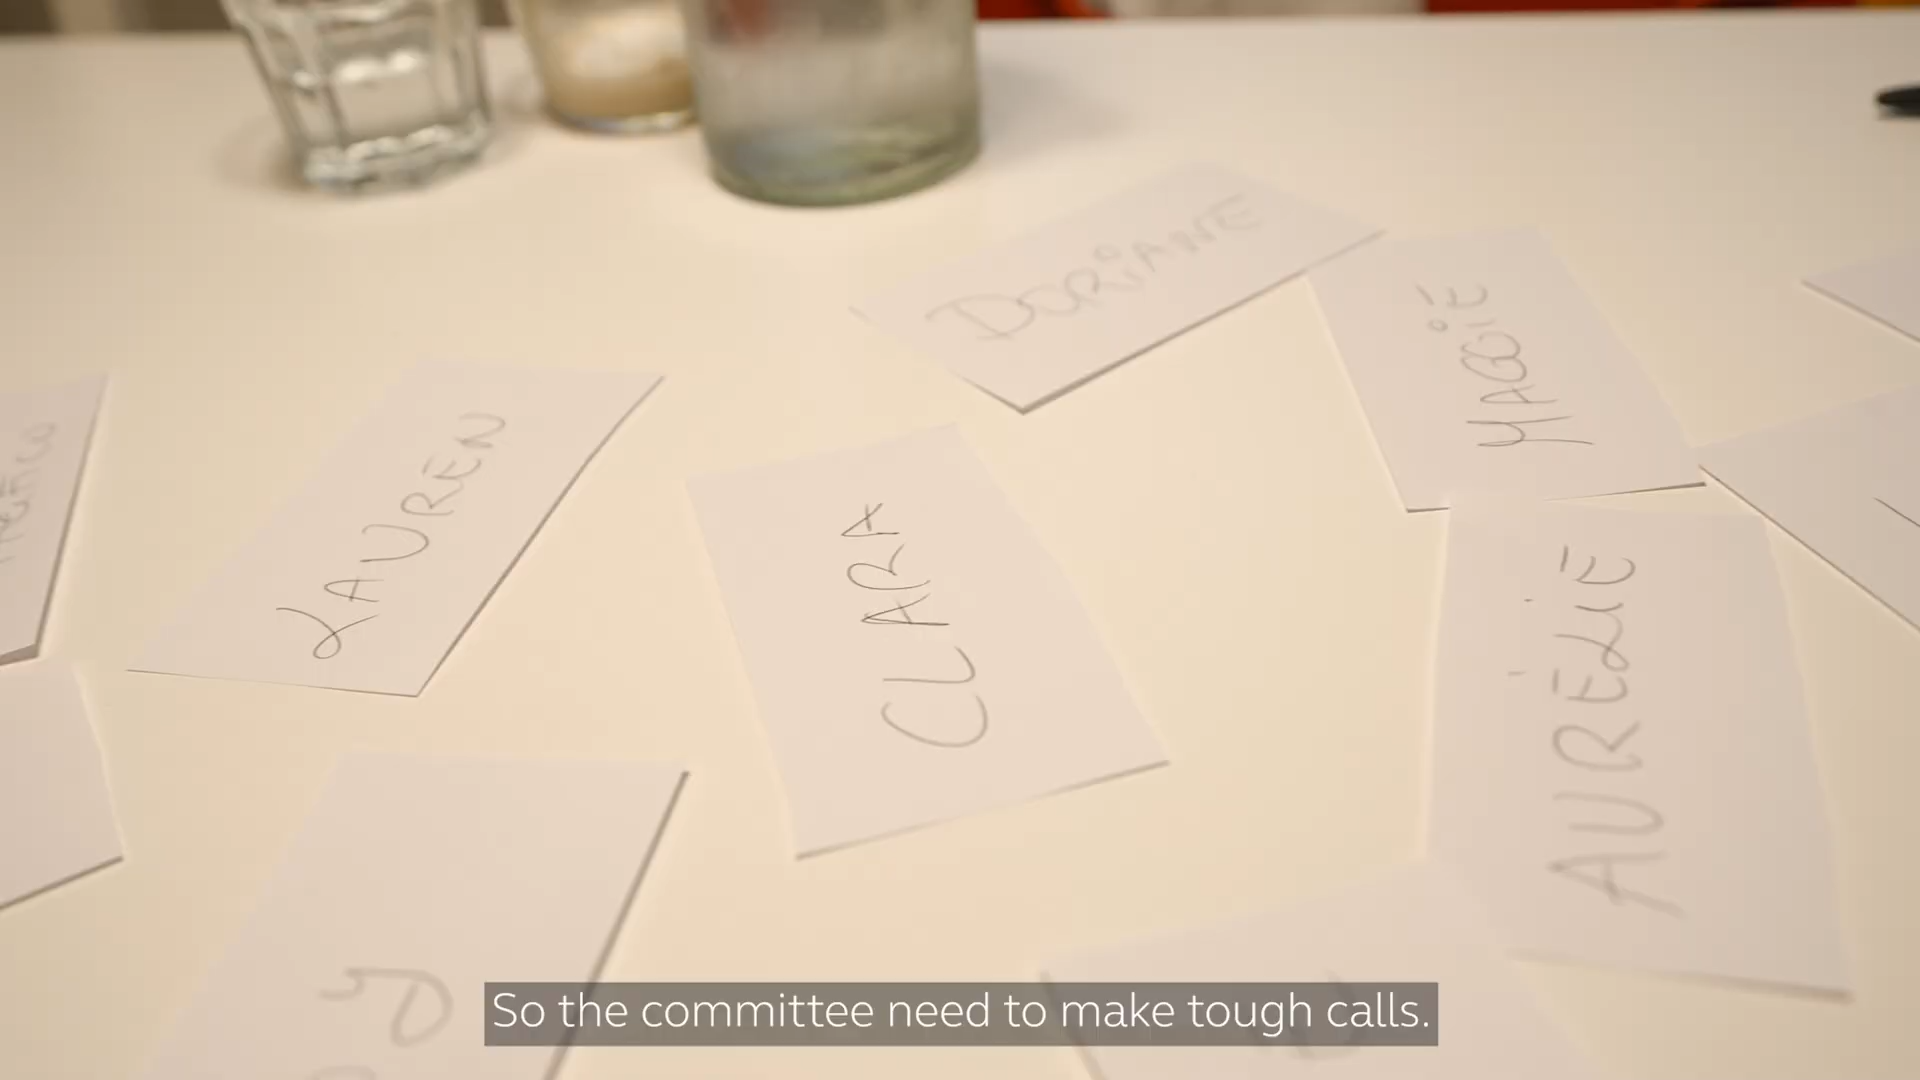 DORiANE
MAGGiE
LAUREN
CLARA
AURÉLiE
So the committee need to make tough calls.